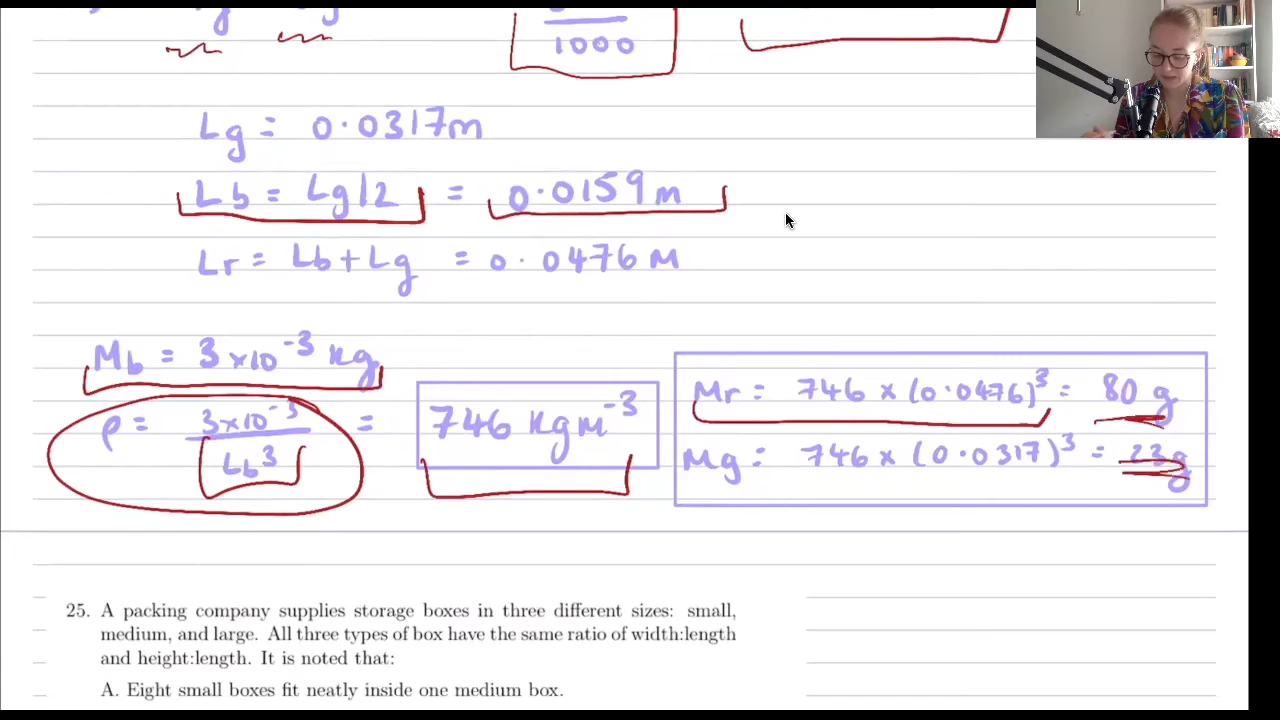 1000
Lg = 0.0317m
Lb = Lg/2 = 0.0159m
Lr = Lb+Lg = 0.0476 M
Mb = 3×10⁻³ kg
ρ = 3×10⁻³ / Lb³ = 746 kgm⁻³
Mr = 746 × (0.0476)³ = 80 g
Mg = 746 × (0.0317)³ = 23g
25. A packing company supplies storage boxes in three different sizes: small,
medium, and large. All three types of box have the same ratio of width:length
and height:length. It is noted that:
A. Eight small boxes fit neatly inside one medium box.